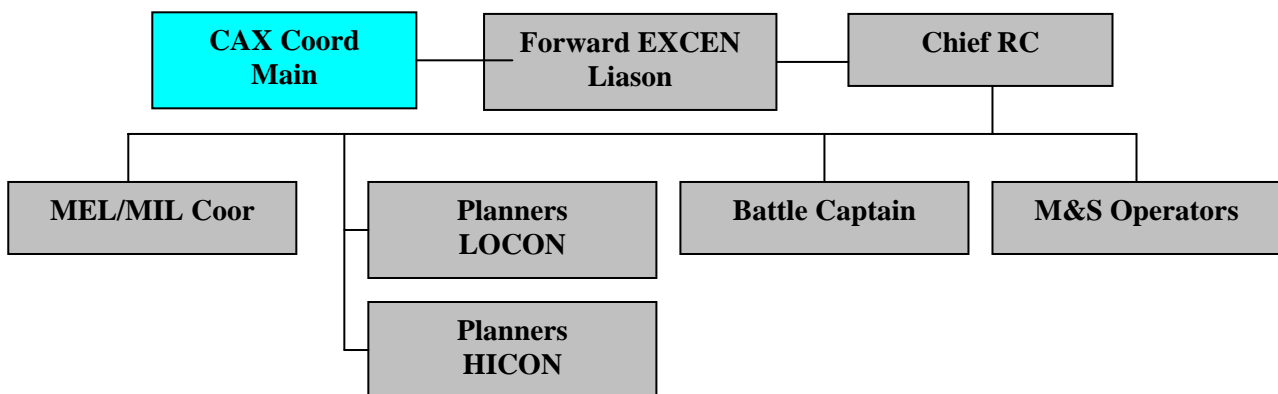 CAX Coord
Main
Forward EXCEN
Liason
Chief RC
MEL/MIL Coor
Planners
LOCON
Battle Captain
M&S Operators
Planners
HICON